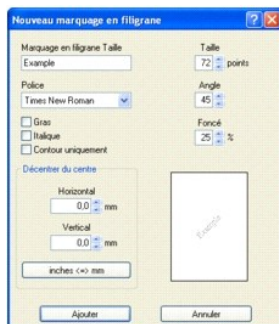 Nouveau marquage en filigrane
Marquage en filigrane Taille
Example
Taille
72 points
Police
Times New Roman
Angle
45
Gras
Italique
Contour uniquement
Foncé
25 %
Décentrer du centre
Horizontal
0,0 mm
Vertical
0,0 mm
inches <=> mm
Example
Ajouter
Annuler